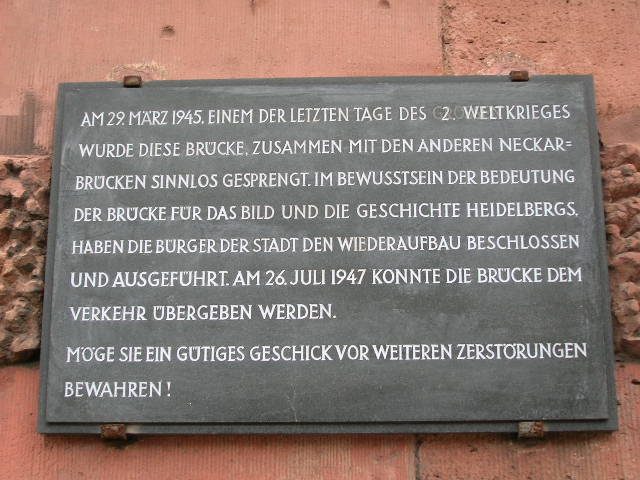 AM 29. MÄRZ 1945, EINEM DER LETZTEN TAGE DES 2. WELTKRIEGES
WURDE DIESE BRÜCKE, ZUSAMMEN MIT DEN ANDEREN NECKAR=
BRÜCKEN SINNLOS GESPRENGT. IM BEWUSSTSEIN DER BEDEUTUNG
DER BRÜCKE FÜR DAS BILD UND DIE GESCHICHTE HEIDELBERGS,
HABEN DIE BÜRGER DER STADT DEN WIEDERAUFBAU BESCHLOSSEN
UND AUSGEFÜHRT. AM 26. JULI 1947 KONNTE DIE BRÜCKE DEM
VERKEHR ÜBERGEBEN WERDEN.
MÖGE SIE EIN GÜTIGES GESCHICK VOR WEITEREN ZERSTÖRUNGEN
BEWAHREN!